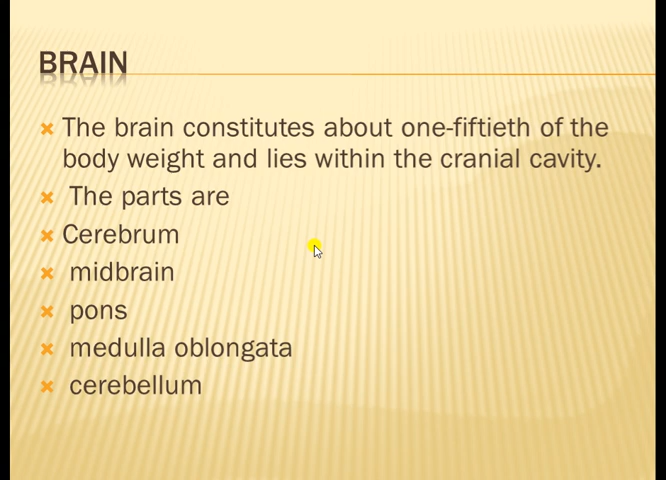 BRAIN
The brain constitutes about one-fiftieth of the
body weight and lies within the cranial cavity.
The parts are
Cerebrum
midbrain
pons
medulla oblongata
cerebellum